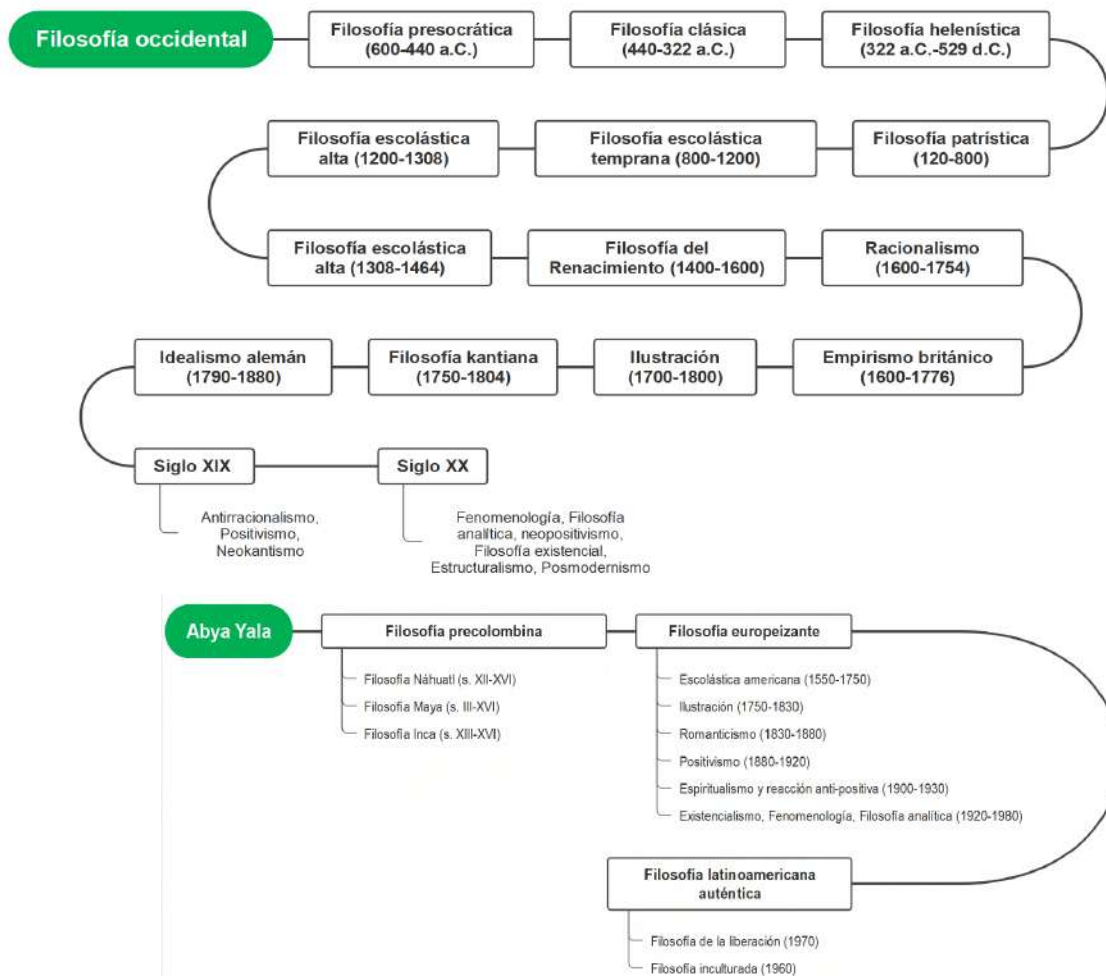 Filosofía occidental
Filosofía presocrática
(600-440 a.C.)
Filosofía clásica
(440-322 a.C.)
Filosofía helenística
(322 a.C.-529 d.C.)
Filosofía patrística
(120-800)
Filosofía escolástica
temprana (800-1200)
Filosofía escolástica
alta (1200-1308)
Filosofía escolástica
alta (1308-1464)
Filosofía del
Renacimiento (1400-1600)
Racionalismo
(1600-1754)
Empirismo británico
(1600-1776)
Ilustración
(1700-1800)
Filosofía kantiana
(1750-1804)
Idealismo alemán
(1790-1880)
Siglo XIX
Antirracionalismo,
Positivismo,
Neokantismo
Siglo XX
Fenomenología, Filosofía
analítica, neopositivismo,
Filosofía existencial,
Estructuralismo, Posmodernismo
Abya Yala
Filosofía precolombina
Filosofía Náhuatl (s. XII-XVI)
Filosofía Maya (s. III-XVI)
Filosofía Inca (s. XIII-XVI)
Filosofía europeizante
Escolástica americana (1550-1750)
Ilustración (1750-1830)
Romanticismo (1830-1880)
Positivismo (1880-1920)
Espiritualismo y reacción anti-positiva (1900-1930)
Existencialismo, Fenomenología, Filosofía analítica (1920-1980)
Filosofía latinoamericana
auténtica
Filosofía de la liberación (1970)
Filosofía inculturada (1960)